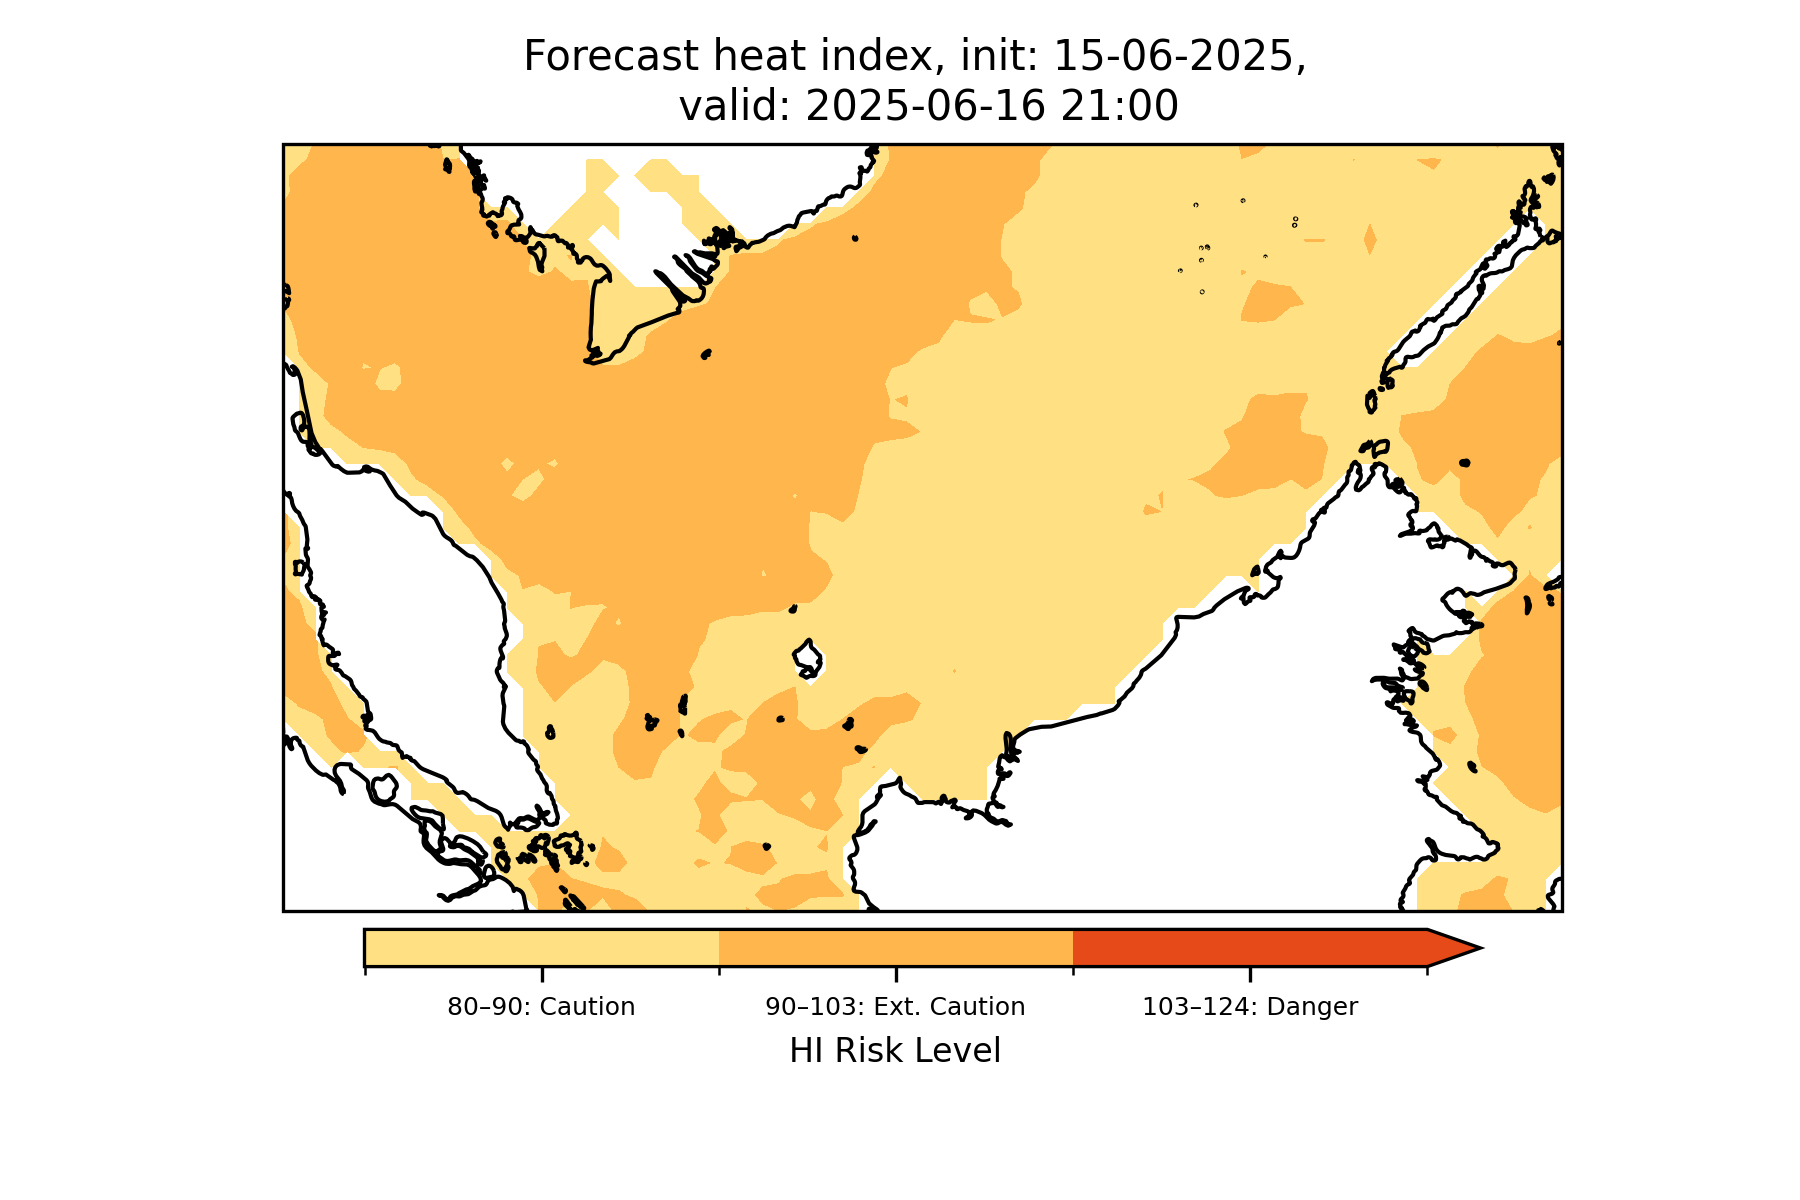 Forecast heat index, init: 15-06-2025,
valid: 2025-06-16 21:00
80–90: Caution
90–103: Ext. Caution
103–124: Danger
HI Risk Level